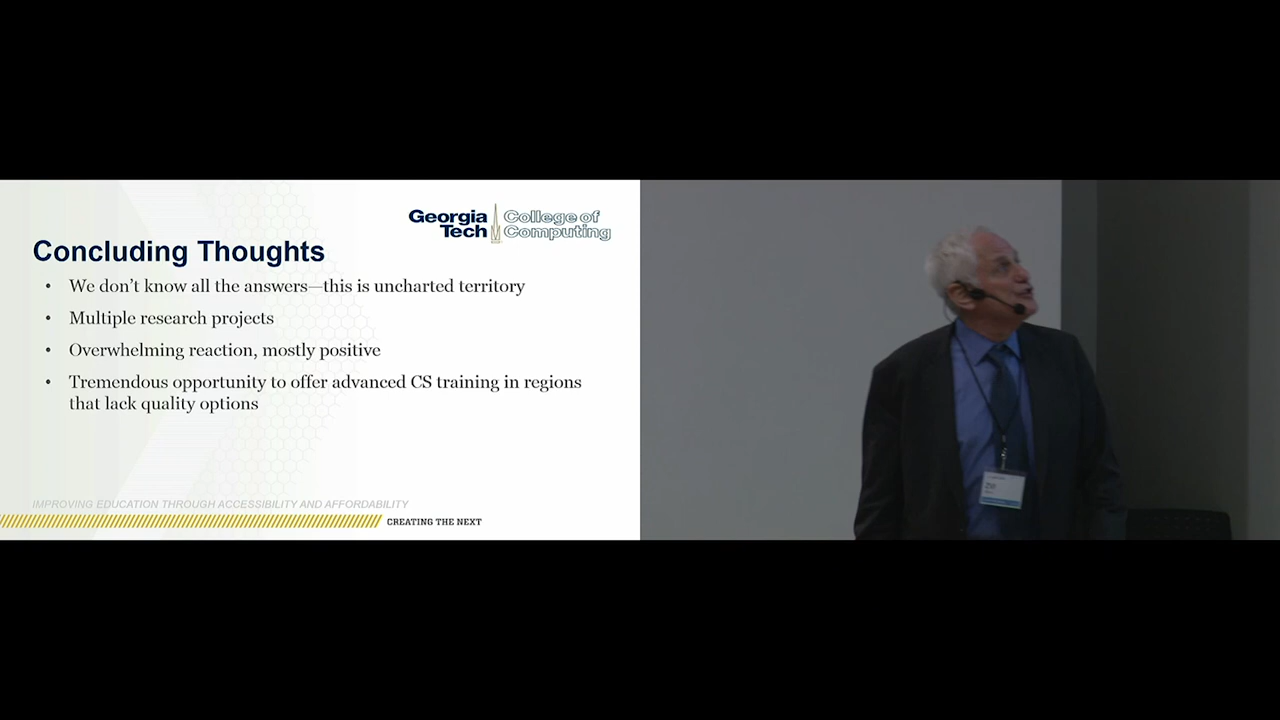 Georgia
Tech
College of
Computing
Concluding Thoughts
• We don’t know all the answers—this is uncharted territory
• Multiple research projects
• Overwhelming reaction, mostly positive
• Tremendous opportunity to offer advanced CS training in regions
that lack quality options
IMPROVING EDUCATION THROUGH ACCESSIBILITY AND AFFORDABILITY
CREATING THE NEXT